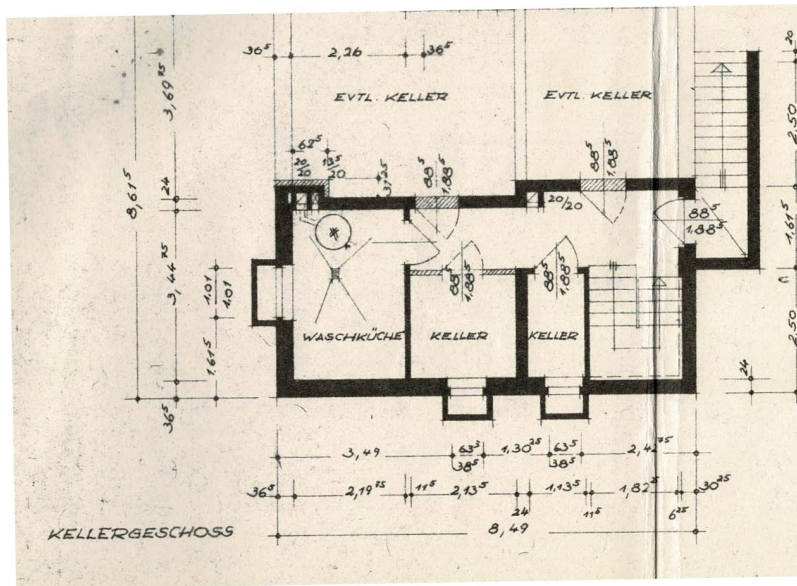 36⁵ 2,26 36⁵
20
3,69⁷⁵
EVTL. KELLER
EVTL. KELLER
2,50
62⁵
20/20 13⁵/20
31²⁵
88⁵/1.88⁵
88⁵/1.88⁵
8,61⁵
24
20/20
88⁵/1.88⁵
1,61⁵
3,44⁷⁵
1.01/1.01
88⁵/1.88⁵
88⁵/1.88⁵
WASCHKÜCHE
KELLER
KELLER
2,50
1.61⁵
24
36⁵
3,49 63⁵/38⁵ 1,30²⁵ 63⁵/38⁵ 2,42⁷⁵
36⁵ 2,19⁷⁵ 11⁵ 2,13⁵ 24 1,13⁵ 11⁵ 1,82⁵ 6²⁵ 30²⁵
KELLERGESCHOSS
8,49